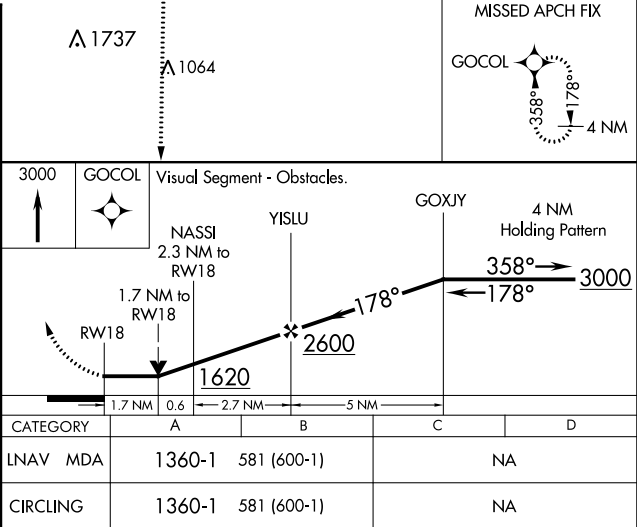 MISSED APCH FIX
1737
1064
GOCOL
358°
178°
4 NM
3000
GOCOL
Visual Segment - Obstacles.
GOXJY
4 NM
Holding Pattern
YISLU
NASSI
2.3 NM to
RW18
1.7 NM to
RW18
RW18
358°
178°
3000
178°
2600
1620
1.7 NM 0.6 2.7 NM 5 NM
CATEGORY A B C D
LNAV MDA 1360-1 581 (600-1) NA
CIRCLING 1360-1 581 (600-1) NA